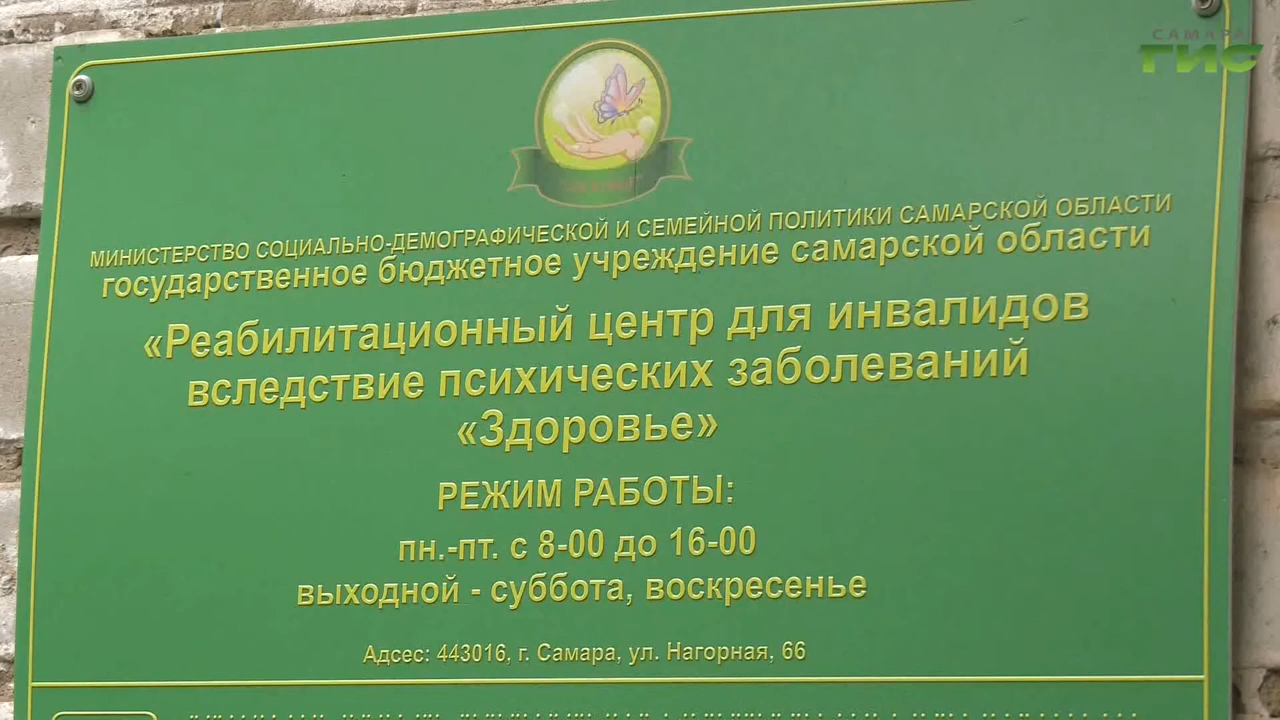 САМАРА
ГИС
МИНИСТЕРСТВО СОЦИАЛЬНО-ДЕМОГРАФИЧЕСКОЙ И СЕМЕЙНОЙ ПОЛИТИКИ САМАРСКОЙ ОБЛАСТИ
государственное бюджетное учреждение самарской области
«Реабилитационный центр для инвалидов
вследствие психических заболеваний
«Здоровье»
РЕЖИМ РАБОТЫ:
пн.-пт. с 8-00 до 16-00
выходной - суббота, воскресенье
Адсес: 443016, г. Самара, ул. Нагорная, 66